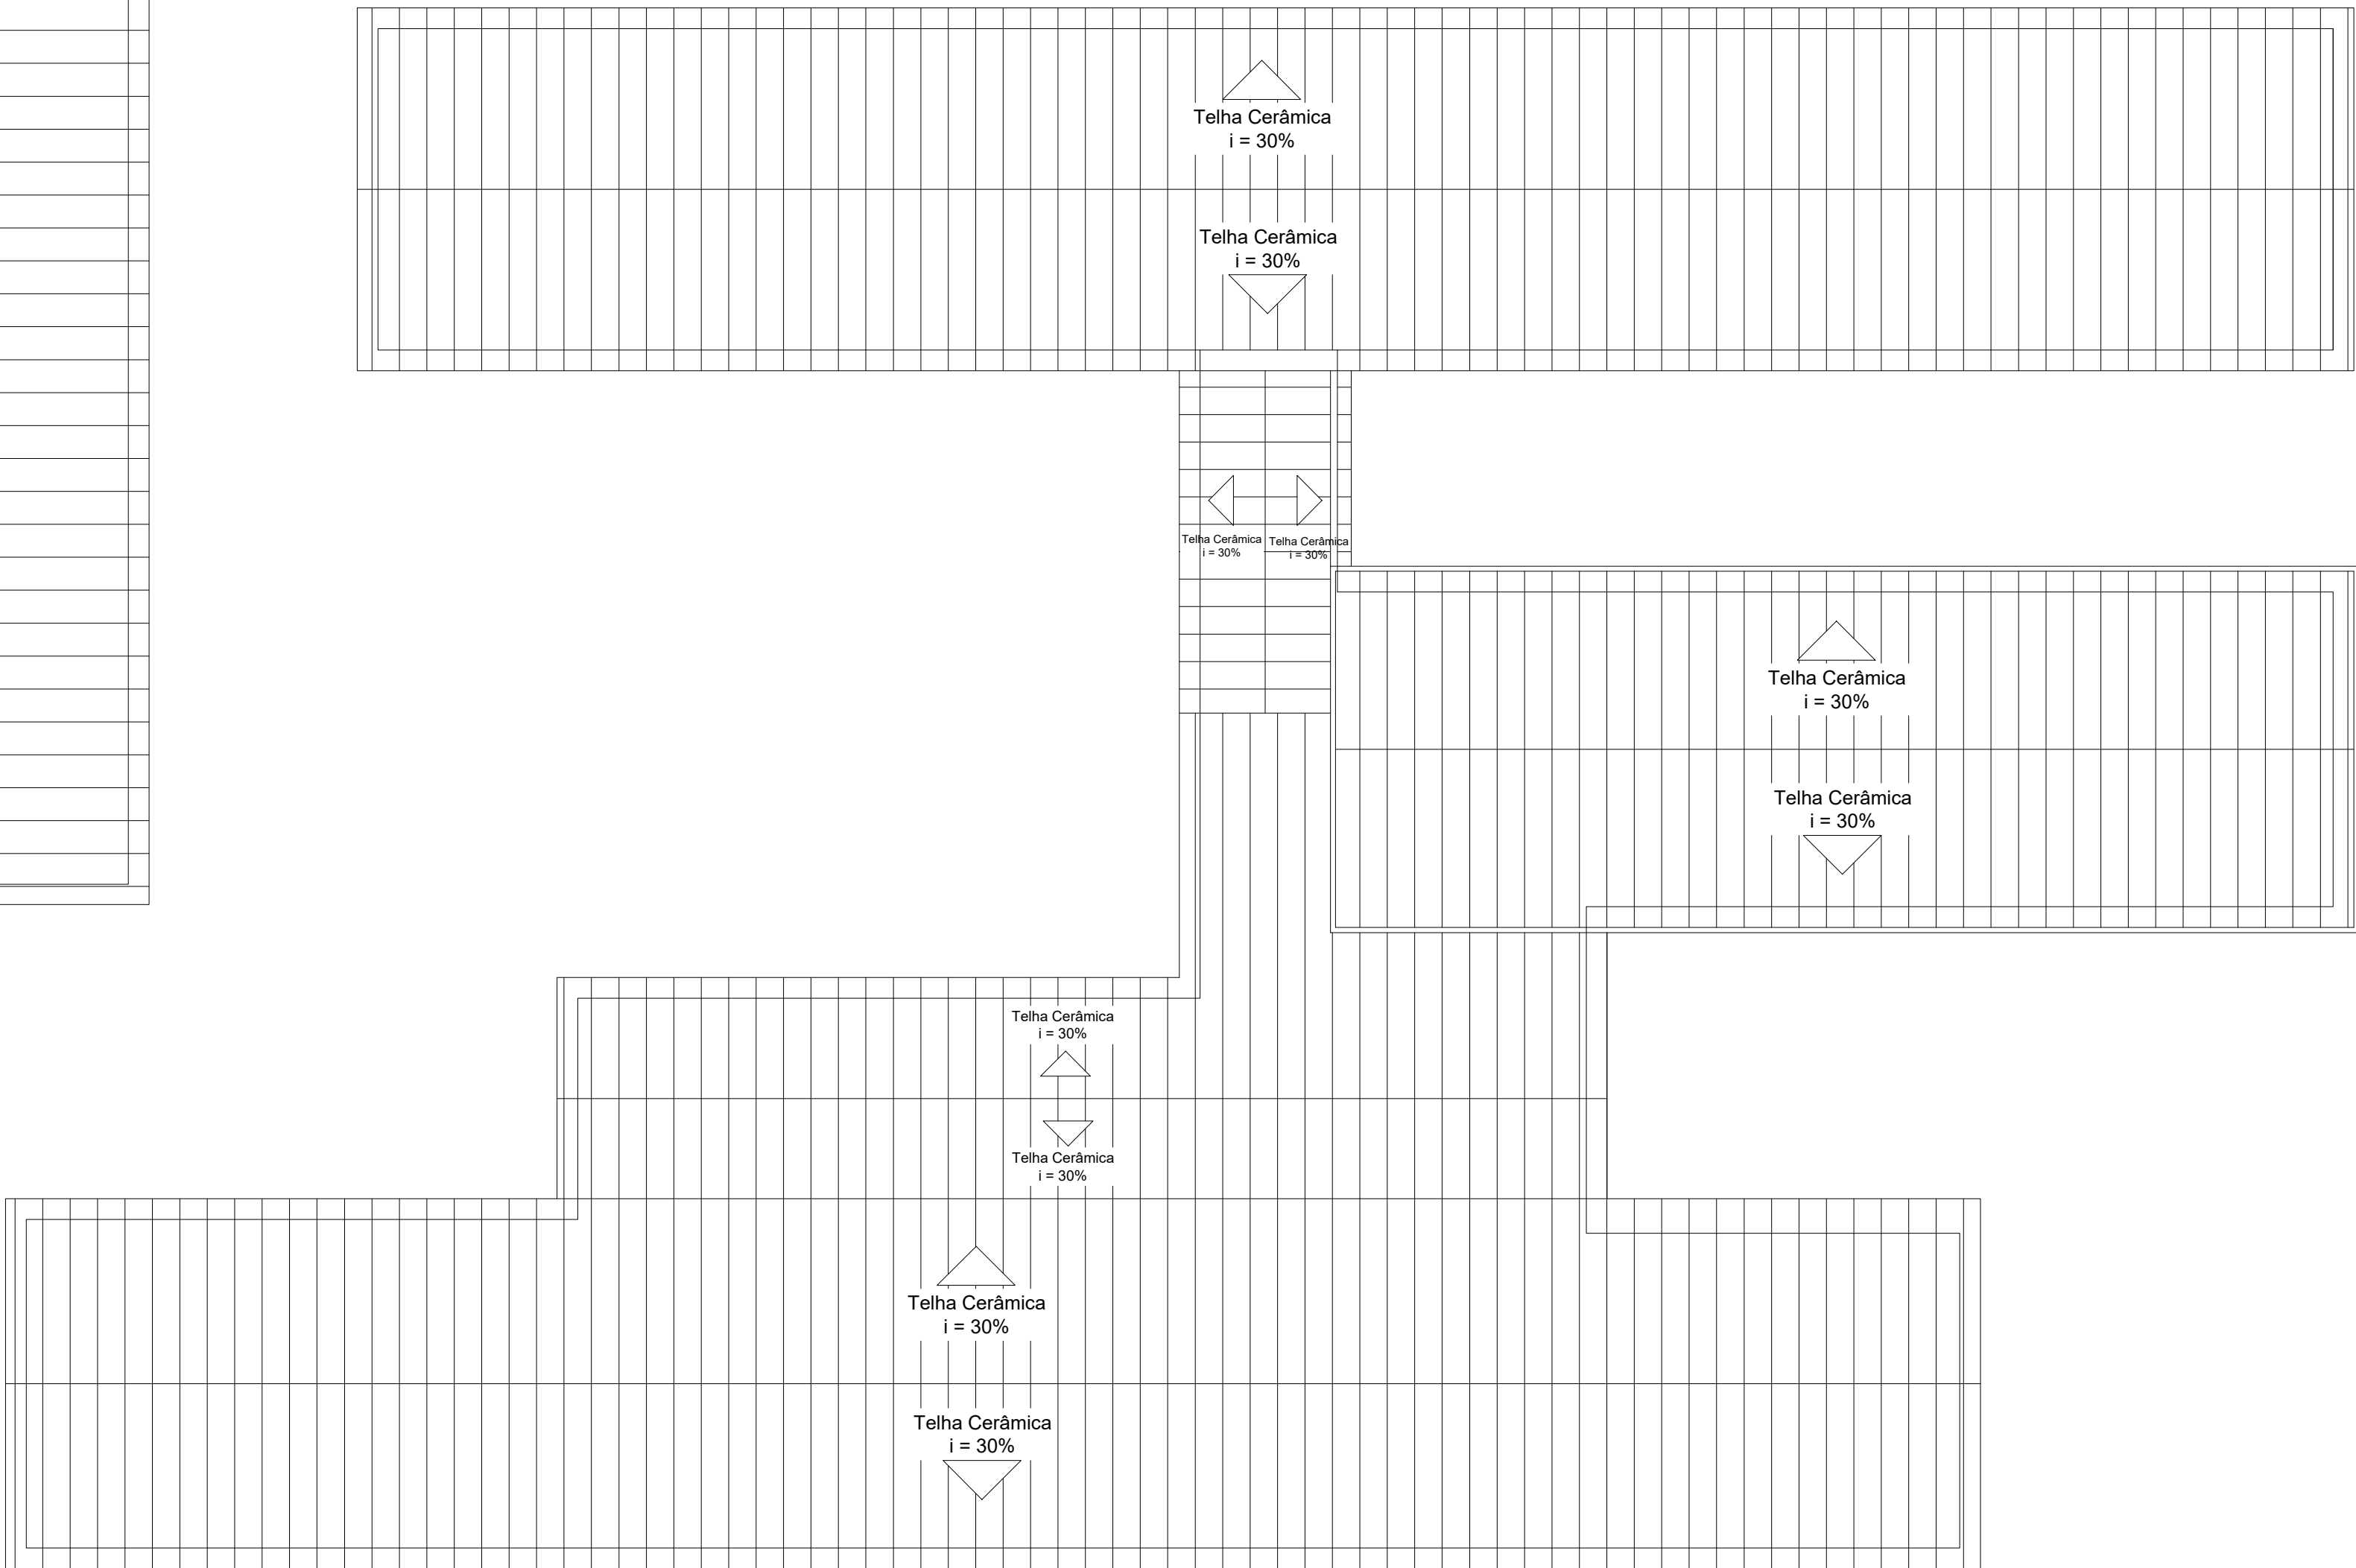 Telha Cerâmica
i = 30%
Telha Cerâmica
i = 30%
Telha Cerâmica
i = 30%
Telha Cerâmica
i = 30%
Telha Cerâmica
i = 30%
Telha Cerâmica
i = 30%
Telha Cerâmica
i = 30%
Telha Cerâmica
i = 30%
Telha Cerâmica
i = 30%
Telha Cerâmica
i = 30%